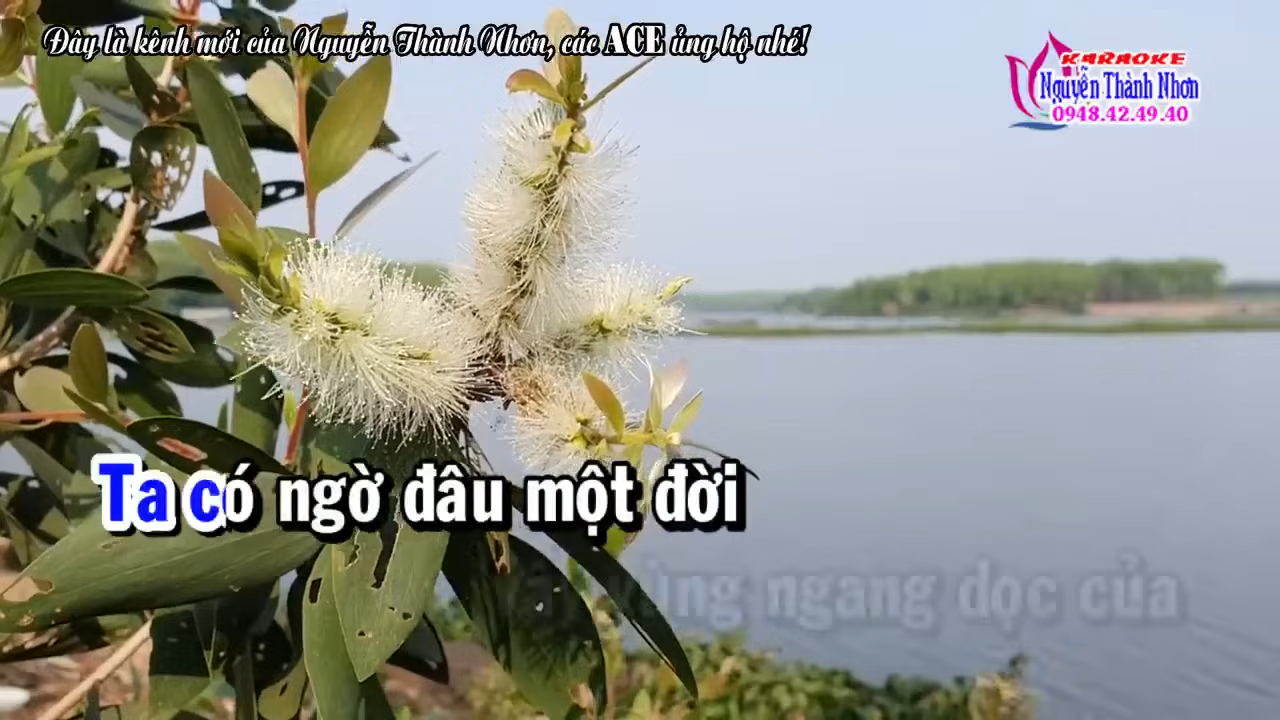 Đây là kênh mới của Nguyễn Thành Nhơn, các ACE ủng hộ nhé!
KARAOKE
Nguyễn Thành Nhơn
0948.42.49.40
Ta có ngờ đâu một đời
ngang dọc của